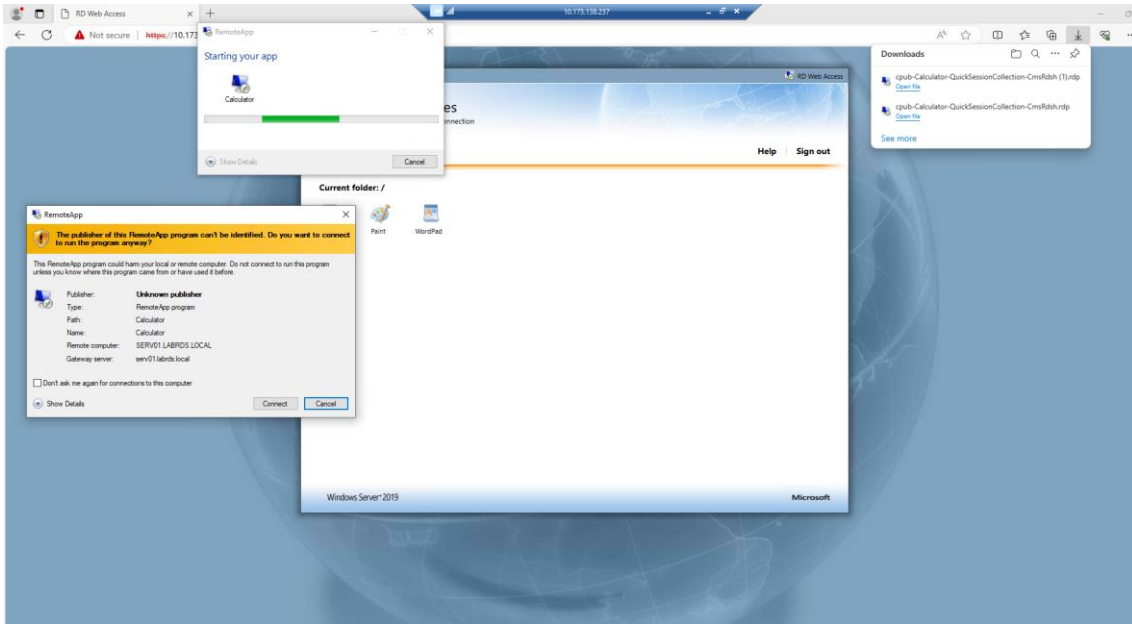 RD Web Access
10.173.138.237
Not secure
https://10.173
RemoteApp
Starting your app
Calculator
Show Details
Cancel
Downloads
cpub-Calculator-QuickSessionCollection-CmsRdsh (1).rdp
Open file
cpub-Calculator-QuickSessionCollection-CmsRdsh.rdp
Open file
See more
RD Web Access
es
onnection
Help
Sign out
Current folder: /
Paint
WordPad
RemoteApp
The publisher of this RemoteApp program can't be identified. Do you want to connect
to run the program anyway?
This RemoteApp program could harm your local or remote computer. Do not connect to run this program
unless you know where this program came from or have used it before.
Publisher: Unknown publisher
Type: RemoteApp program
Path: Calculator
Name: Calculator
Remote computer: SERV01.LABRDS.LOCAL
Gateway server: serv01.labrds.local
Don't ask me again for connections to this computer
Show Details
Connect
Cancel
Windows Server® 2019
Microsoft